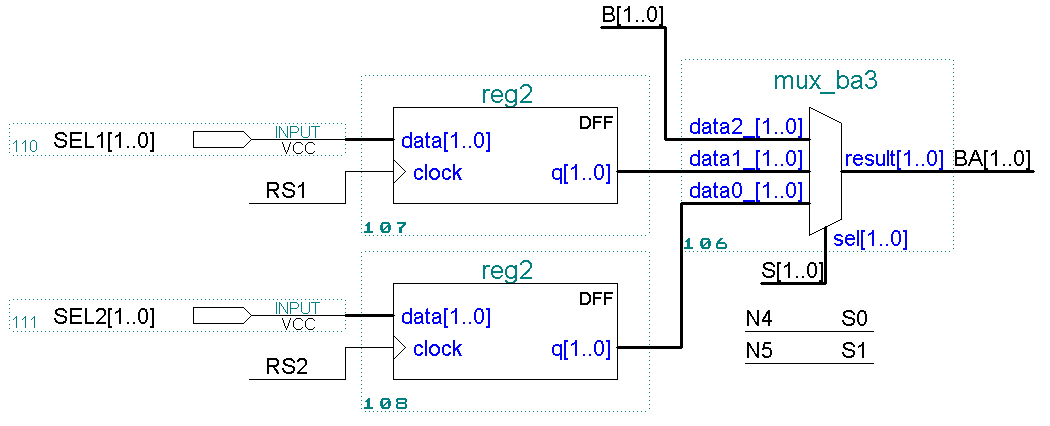 B[1..0]
mux_ba3
reg2
DFF
110 SEL1[1..0] INPUT VCC
data[1..0]
clock
q[1..0]
RS1
107
data2_[1..0]
data1_[1..0]
data0_[1..0]
result[1..0]
BA[1..0]
106
sel[1..0]
S[1..0]
reg2
DFF
111 SEL2[1..0] INPUT VCC
data[1..0]
clock
q[1..0]
RS2
108
N4 S0
N5 S1